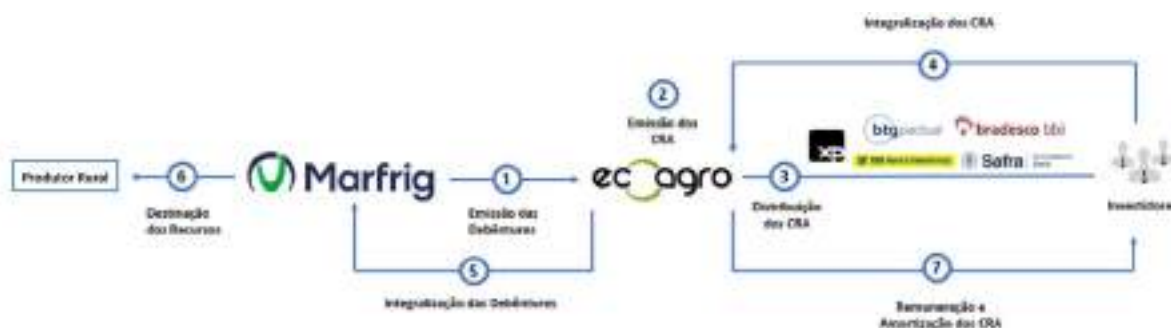 Integralização dos CRA
4
2
Emissão dos
CRA
XP
btg pactual
bradesco bbi
Safra
Produtor Rural
6
Marfrig
1
ecoagro
3
Investidores
Destinação
dos Recursos
Emissão das
Debêntures
Distribuição
dos CRA
5
7
Integralização das Debêntures
Remuneração e
Amortização dos CRA